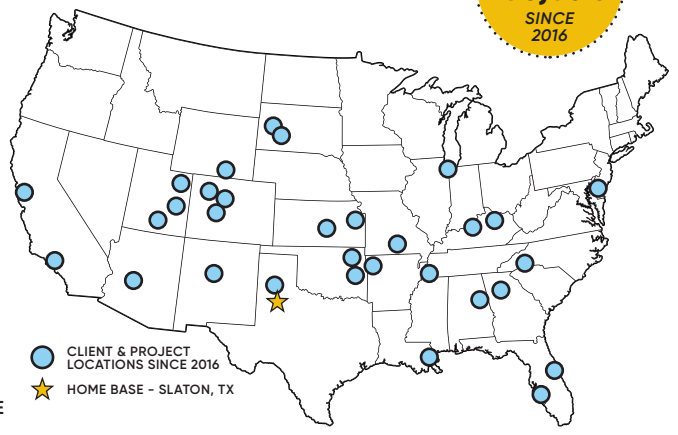 SINCE
2016
CLIENT & PROJECT
LOCATIONS SINCE 2016
HOME BASE – SLATON, TX
E